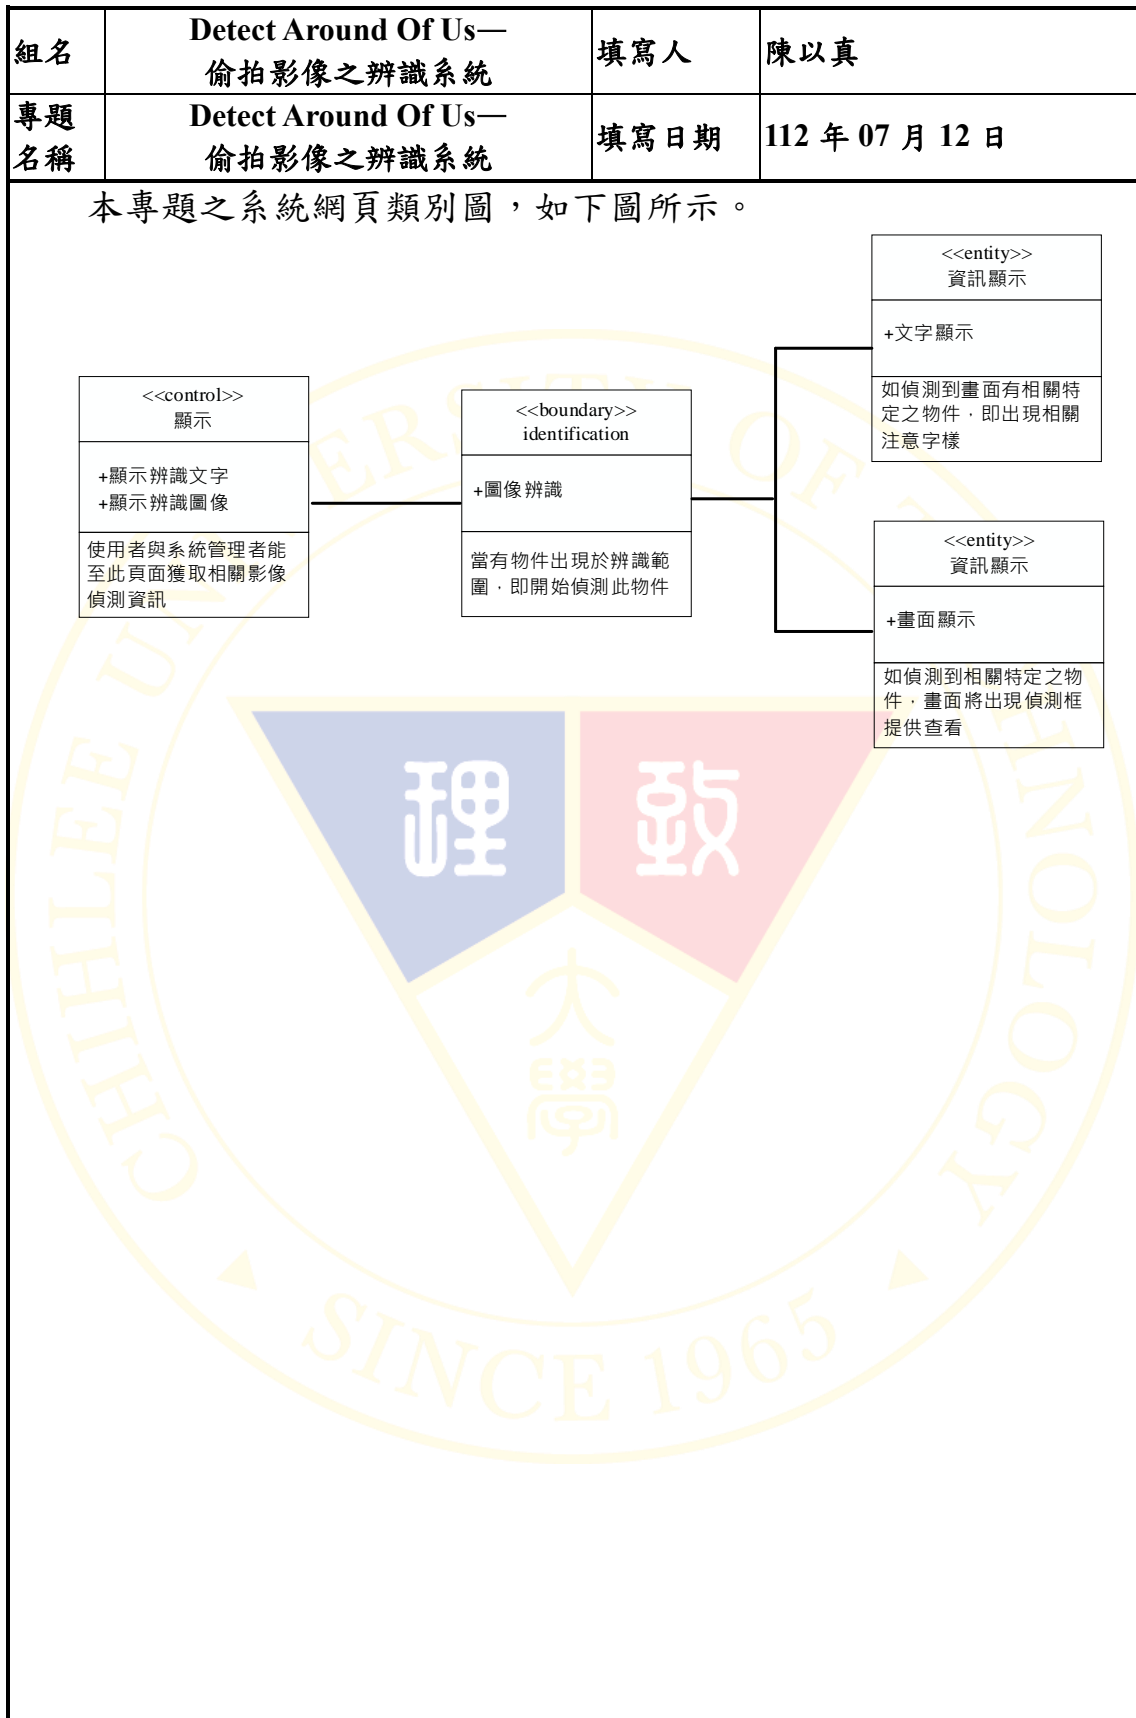 組名
Detect Around Of Us—
偷拍影像之辨識系統
填寫人
陳以真
專題
名稱
Detect Around Of Us—
偷拍影像之辨識系統
填寫日期
112 年 07 月 12 日
本專題之系統網頁類別圖，如下圖所示。
<<control>>
顯示
+顯示辨識文字
+顯示辨識圖像
使用者與系統管理者能
至此頁面獲取相關影像
偵測資訊
<<boundary>>
identification
+圖像辨識
當有物件出現於辨識範
圍，即開始偵測此物件
<<entity>>
資訊顯示
+文字顯示
如偵測到畫面有相關特
定之物件，即出現相關
注意字樣
<<entity>>
資訊顯示
+畫面顯示
如偵測到相關特定之物
件，畫面將出現偵測框
提供查看
CHIHLEE UNIVERSITY OF TECHNOLOGY
理 致
大
學
SINCE 1965